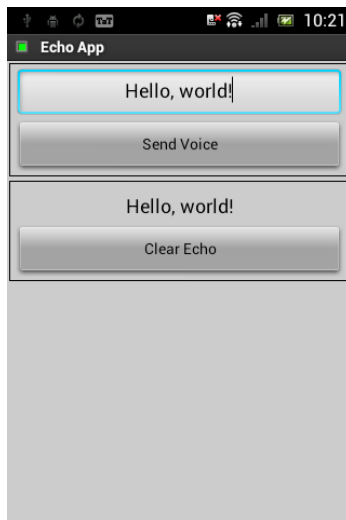 10:21
Echo App
Hello, world!
Send Voice
Hello, world!
Clear Echo